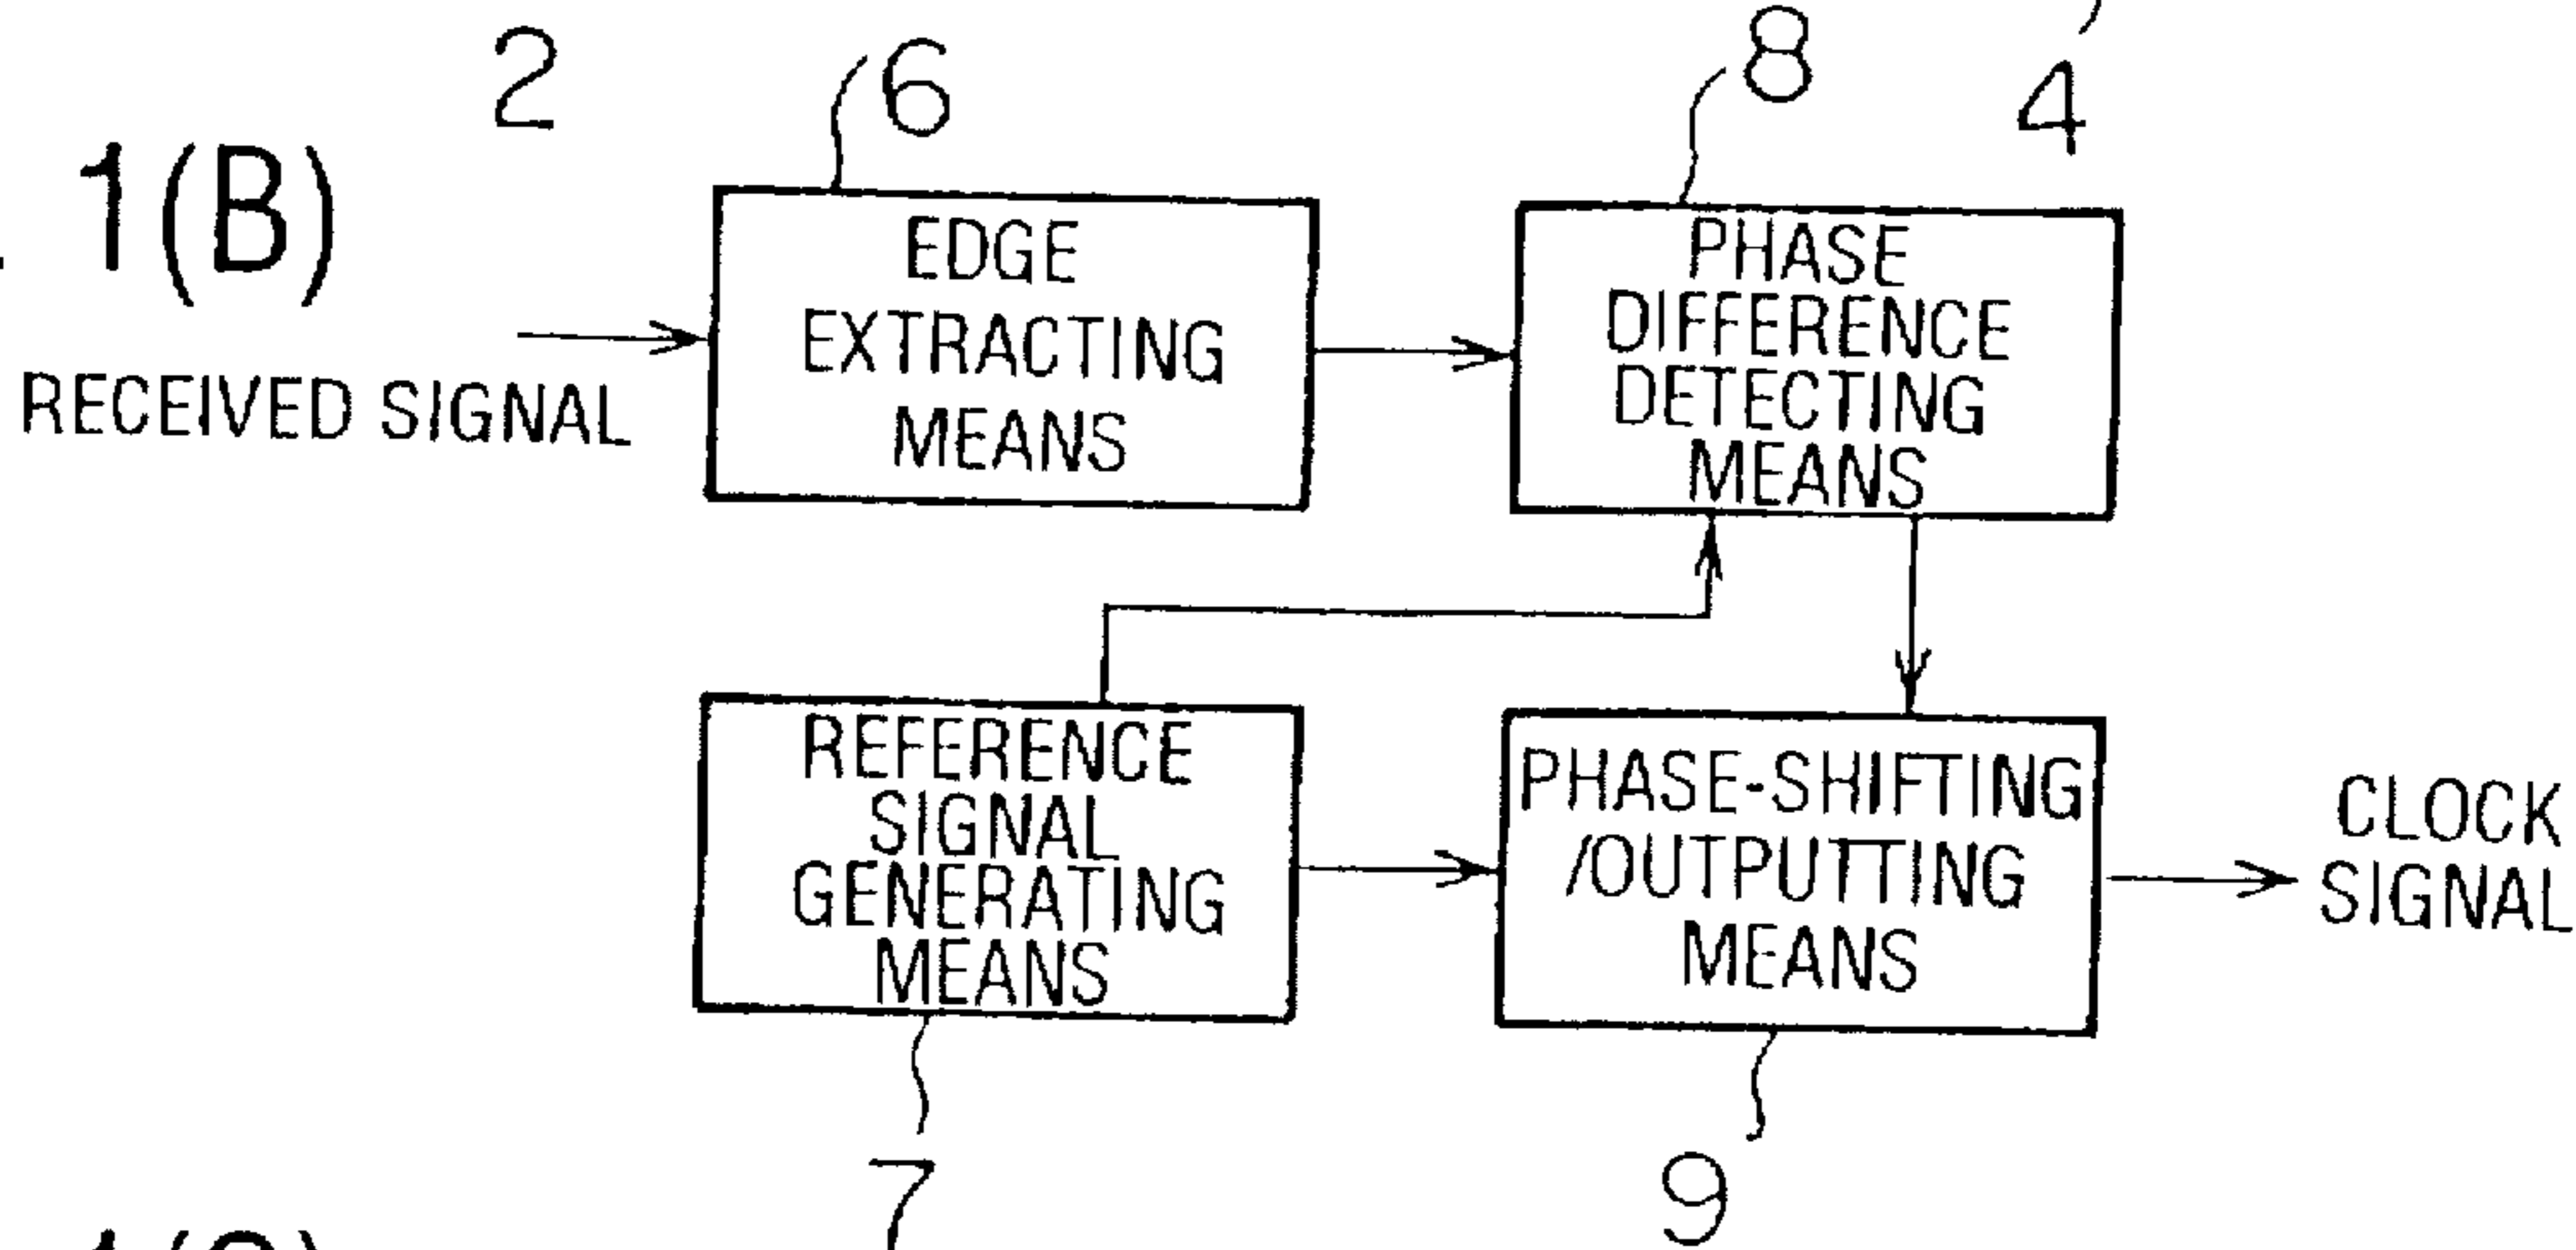 2
6
8
4
1(B)
RECEIVED SIGNAL
EDGE
EXTRACTING
MEANS
PHASE
DIFFERENCE
DETECTING
MEANS
REFERENCE
SIGNAL
GENERATING
MEANS
PHASE-SHIFTING
/OUTPUTTING
MEANS
CLOCK
SIGNAL
7
9